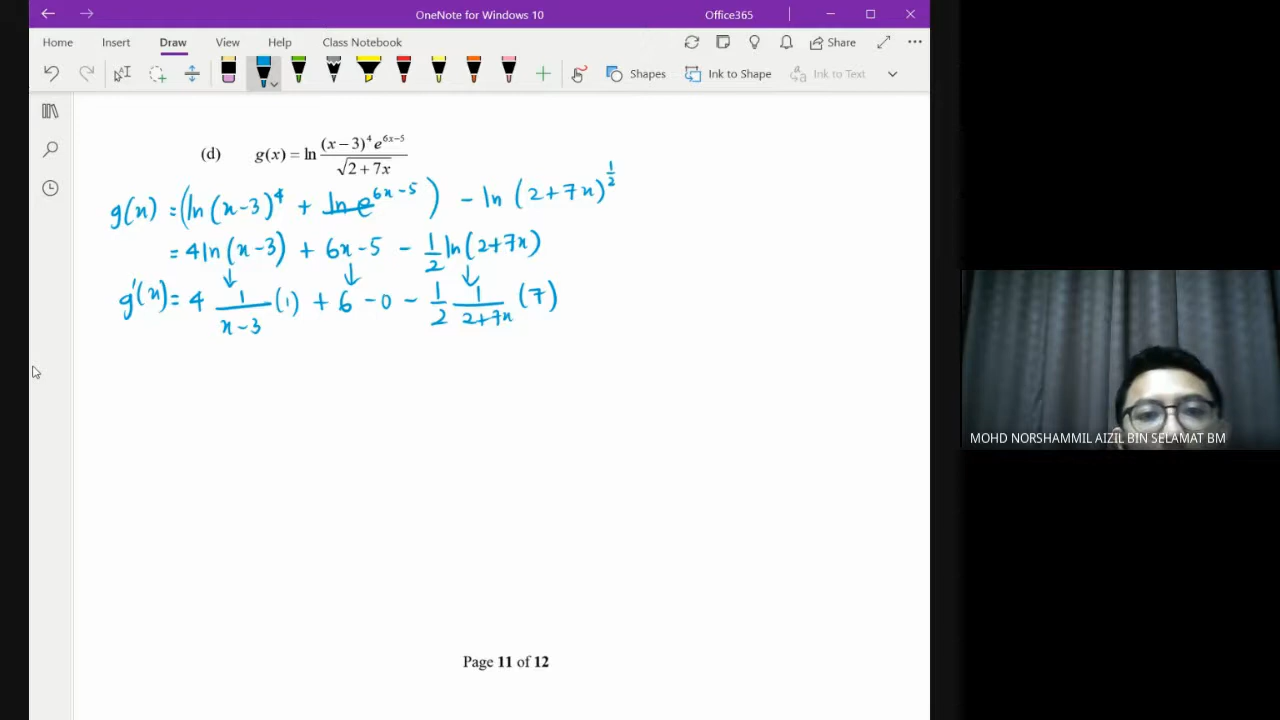 OneNote for Windows 10
Office365
Home Insert Draw View Help Class Notebook
Share
Shapes Ink to Shape Ink to Text
(d) g(x) = ln (x − 3)⁴ e^(6x−5) / √(2 + 7x)
g(x) = (ln (x−3)⁴ + ln e^(6x−5)) − ln (2+7x)^(1/2)
= 4 ln (x−3) + 6x − 5 − 1/2 ln (2+7x)
g'(x) = 4 1/(x−3) (1) + 6 − 0 − 1/2 1/(2+7x) (7)
MOHD NORSHAMMIL AIZIL BIN SELAMAT BM
Page 11 of 12